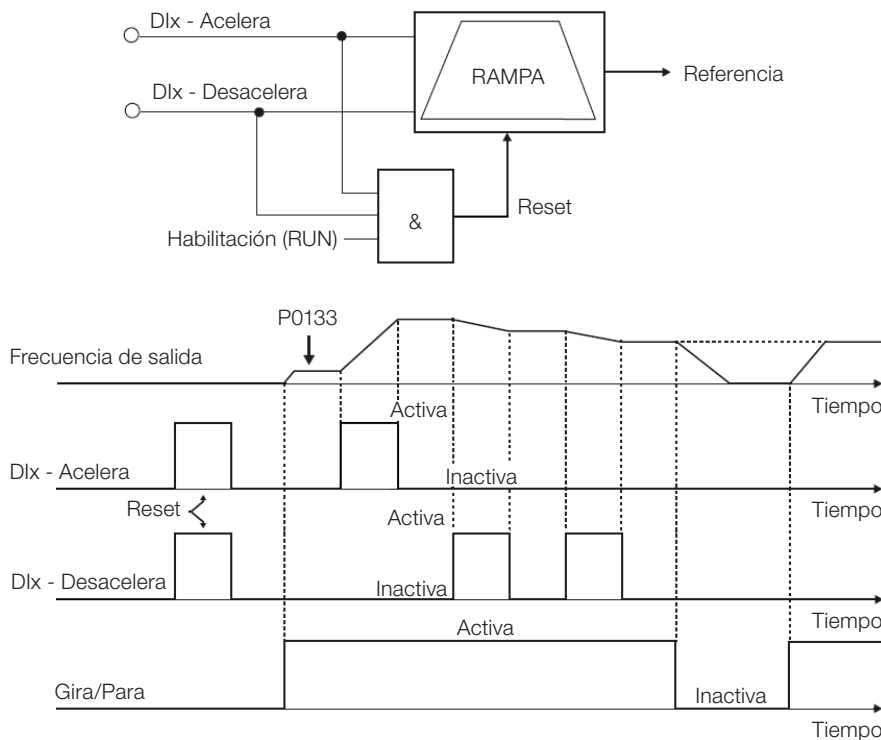 DIx - Acelera
RAMPA
Referencia
DIx - Desacelera
Reset
&
Habilitación (RUN)
P0133
Frecuencia de salida
Tiempo
Activa
DIx - Acelera
Inactiva
Tiempo
Reset
Activa
DIx - Desacelera
Inactiva
Tiempo
Activa
Gira/Para
Inactiva
Tiempo